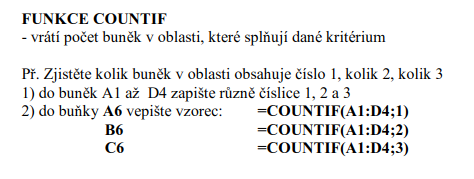 FUNKCE COUNTIF
- vrátí počet buněk v oblasti, které splňují dané kritérium
Př. Zjistěte kolik buněk v oblasti obsahuje číslo 1, kolik 2, kolik 3
1) do buněk A1 až D4 zapište různě číslice 1, 2 a 3
2) do buňky A6 vepište vzorec: =COUNTIF(A1:D4;1)
B6 =COUNTIF(A1:D4;2)
C6 =COUNTIF(A1:D4;3)